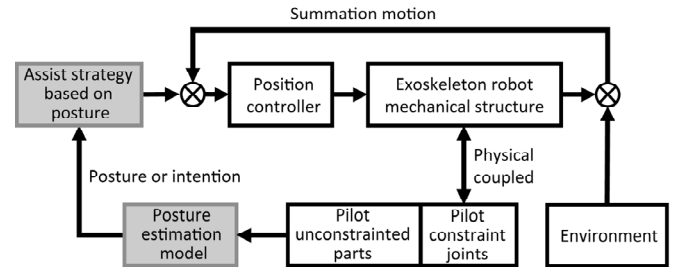 Summation motion
Assist strategy
based on
posture
Position
controller
Exoskeleton robot
mechanical structure
Physical
coupled
Posture or intention
Posture
estimation
model
Pilot
unconstrainted
parts
Pilot
constraint
joints
Environment